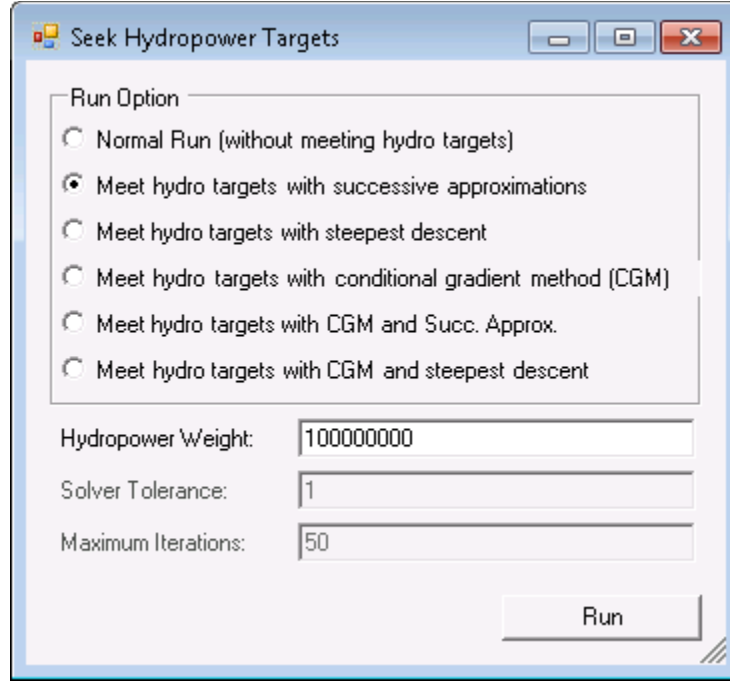 Seek Hydropower Targets
Run Option
Normal Run (without meeting hydro targets)
Meet hydro targets with successive approximations
Meet hydro targets with steepest descent
Meet hydro targets with conditional gradient method (CGM)
Meet hydro targets with CGM and Succ. Approx.
Meet hydro targets with CGM and steepest descent
Hydropower Weight: 100000000
Solver Tolerance: 1
Maximum Iterations: 50
Run